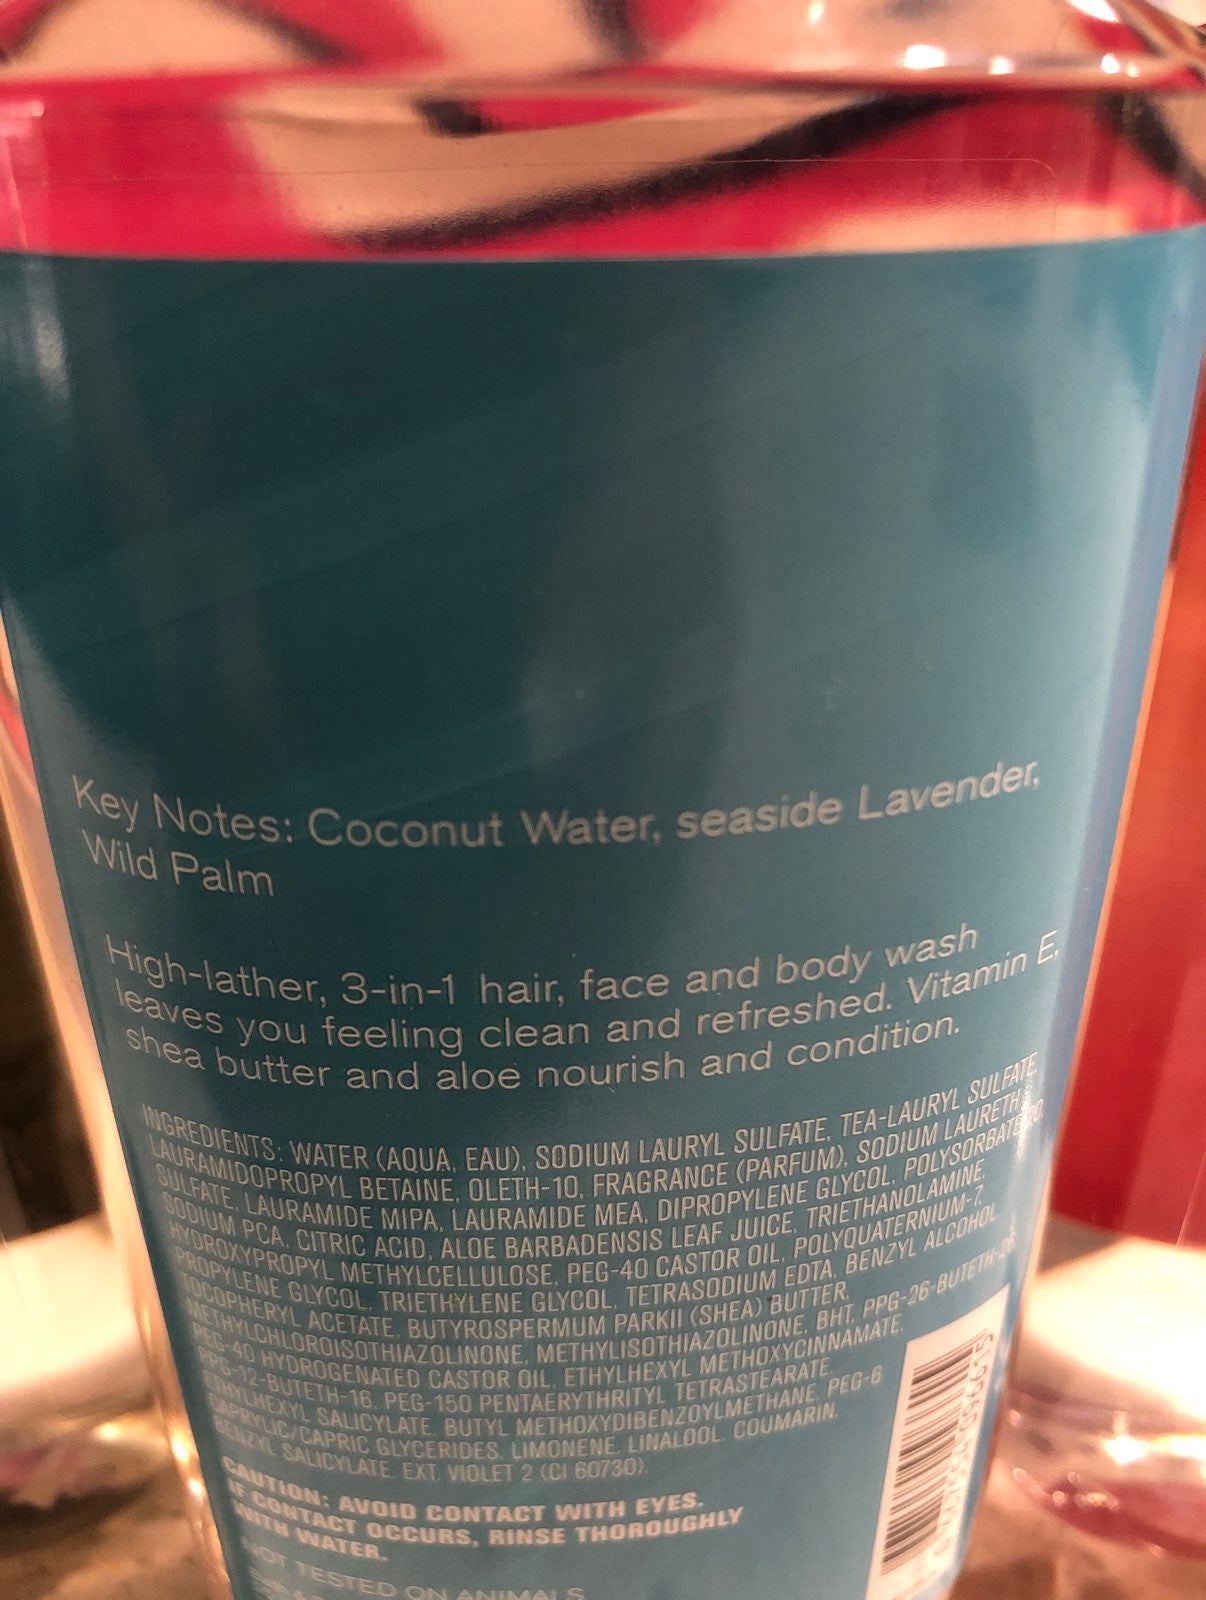 Key Notes: Coconut Water, seaside Lavender,
Wild Palm
High-lather, 3-in-1 hair, face and body wash
leaves you feeling clean and refreshed. Vitamin E,
shea butter and aloe nourish and condition.
INGREDIENTS: WATER (AQUA, EAU), SODIUM LAURYL SULFATE, TEA-LAURYL SULFATE,
LAURAMIDOPROPYL BETAINE, OLETH-10, FRAGRANCE (PARFUM), SODIUM LAURETH
SULFATE, LAURAMIDE MIPA, LAURAMIDE MEA, DIPROPYLENE GLYCOL, POLYSORBATE 20,
SODIUM PCA, CITRIC ACID, ALOE BARBADENSIS LEAF JUICE, TRIETHANOLAMINE,
HYDROXYPROPYL METHYLCELLULOSE, PEG-40 CASTOR OIL, POLYQUATERNIUM-7,
PROPYLENE GLYCOL, TRIETHYLENE GLYCOL, TETRASODIUM EDTA, BENZYL ALCOHOL,
TOCOPHERYL ACETATE, BUTYROSPERMUM PARKII (SHEA) BUTTER,
METHYLCHLOROISOTHIAZOLINONE, METHYLISOTHIAZOLINONE, BHT, PPG-26-BUTETH-26,
PEG-40 HYDROGENATED CASTOR OIL, ETHYLHEXYL METHOXYCINNAMATE,
PPG-12-BUTETH-16, PEG-150 PENTAERYTHRITYL TETRASTEARATE,
ETHYLHEXYL SALICYLATE, BUTYL METHOXYDIBENZOYLMETHANE, PEG-6
CAPRYLIC/CAPRIC GLYCERIDES, LIMONENE, LINALOOL, COUMARIN,
BENZYL SALICYLATE, EXT. VIOLET 2 (CI 60730).
CAUTION: AVOID CONTACT WITH EYES.
IF CONTACT OCCURS, RINSE THOROUGHLY
WITH WATER.
NOT TESTED ON ANIMALS